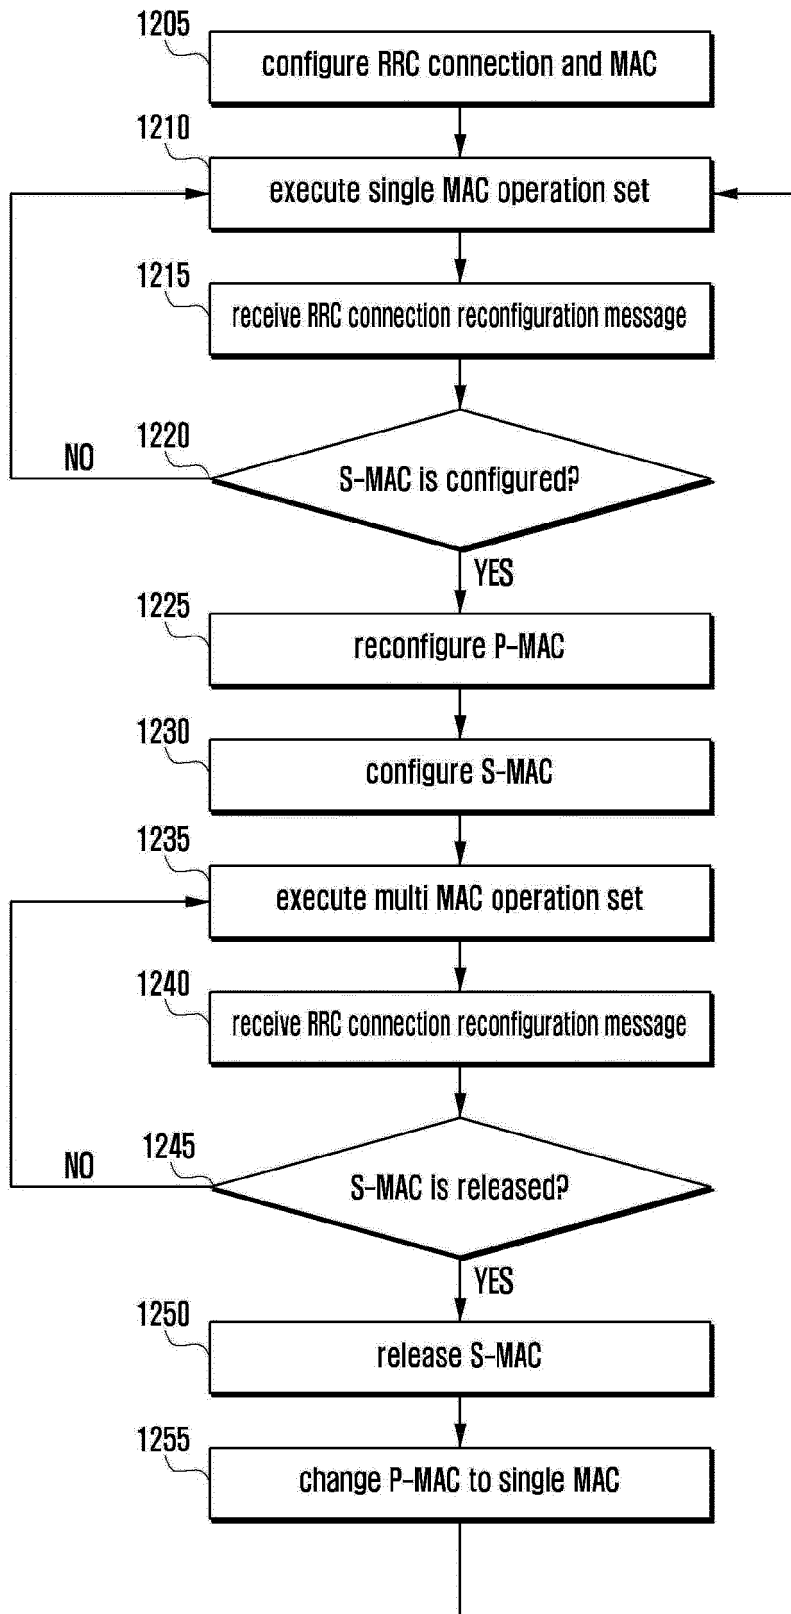 1205
configure RRC connection and MAC
1210
execute single MAC operation set
1215
receive RRC connection reconfiguration message
1220
NO
S-MAC is configured?
YES
1225
reconfigure P-MAC
1230
configure S-MAC
1235
execute multi MAC operation set
1240
receive RRC connection reconfiguration message
1245
NO
S-MAC is released?
YES
1250
release S-MAC
1255
change P-MAC to single MAC